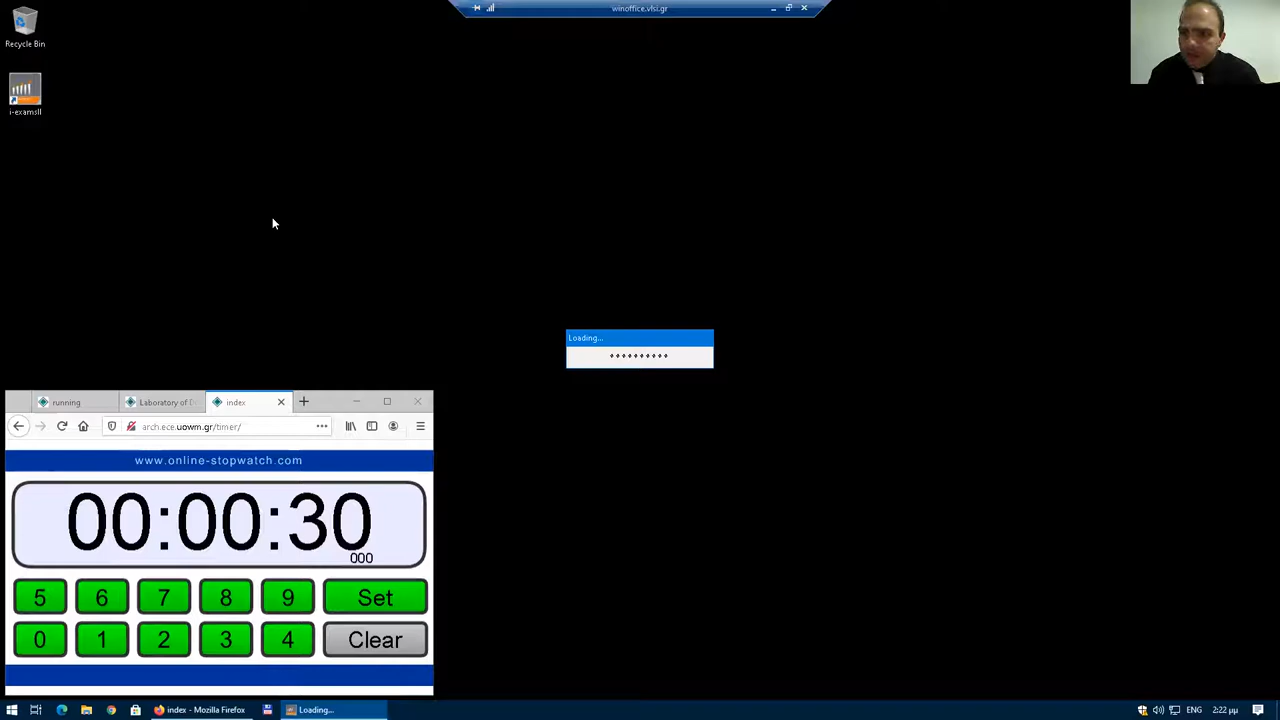 winoffice.vlsi.gr
Recycle Bin
i-examsII
Loading...
**********
running
Laboratory of D
index
arch.ece.uowm.gr/timer/
www.online-stopwatch.com
00:00:30
000
5 6 7 8 9 Set
0 1 2 3 4 Clear
index - Mozilla Firefox
Loading...
ENG
2:22 μμ